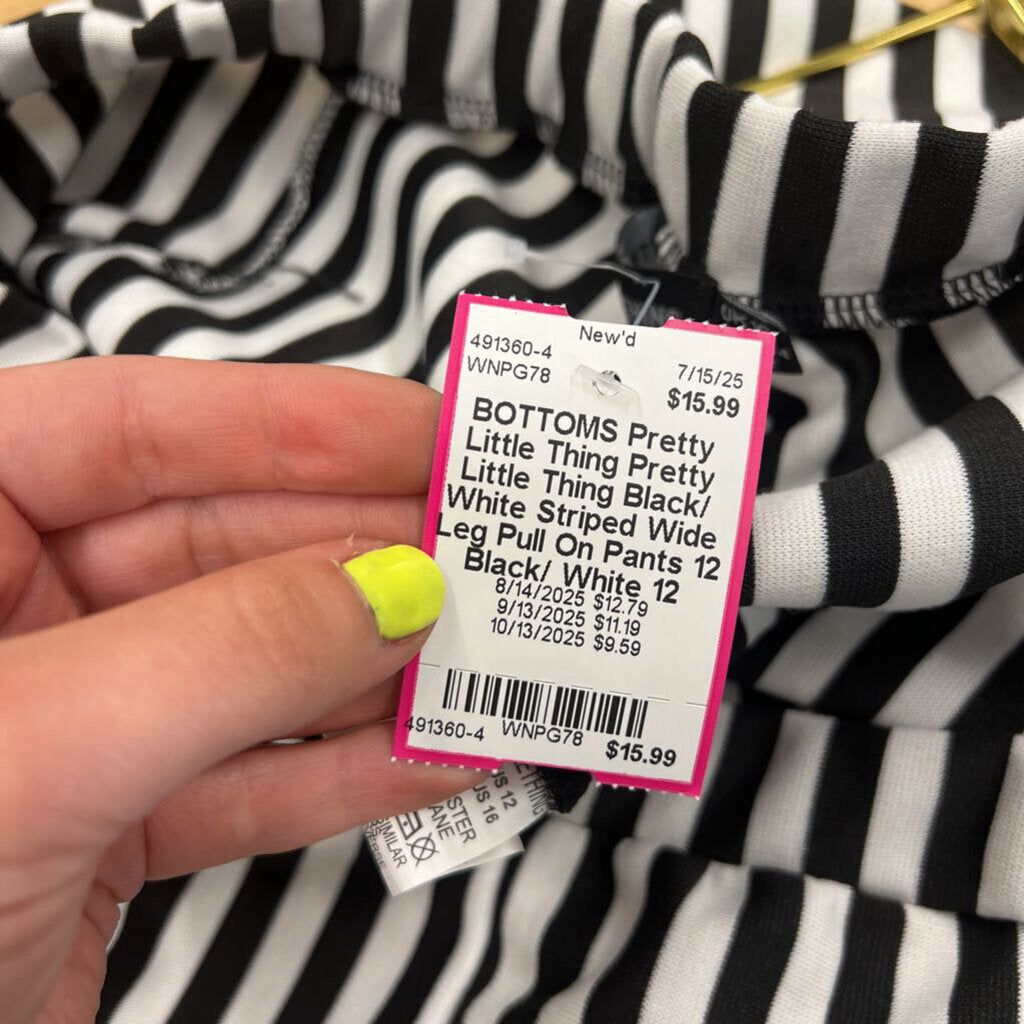 New'd
491360-4
WNPG78
7/15/25
$15.99
BOTTOMS Pretty
Little Thing Pretty
Little Thing Black/
White Striped Wide
Leg Pull On Pants 12
Black/ White 12
8/14/2025 $12.79
9/13/2025 $11.19
10/13/2025 $9.59
491360-4 WNPG78 $15.99
US 12
US 16
SIMILAR